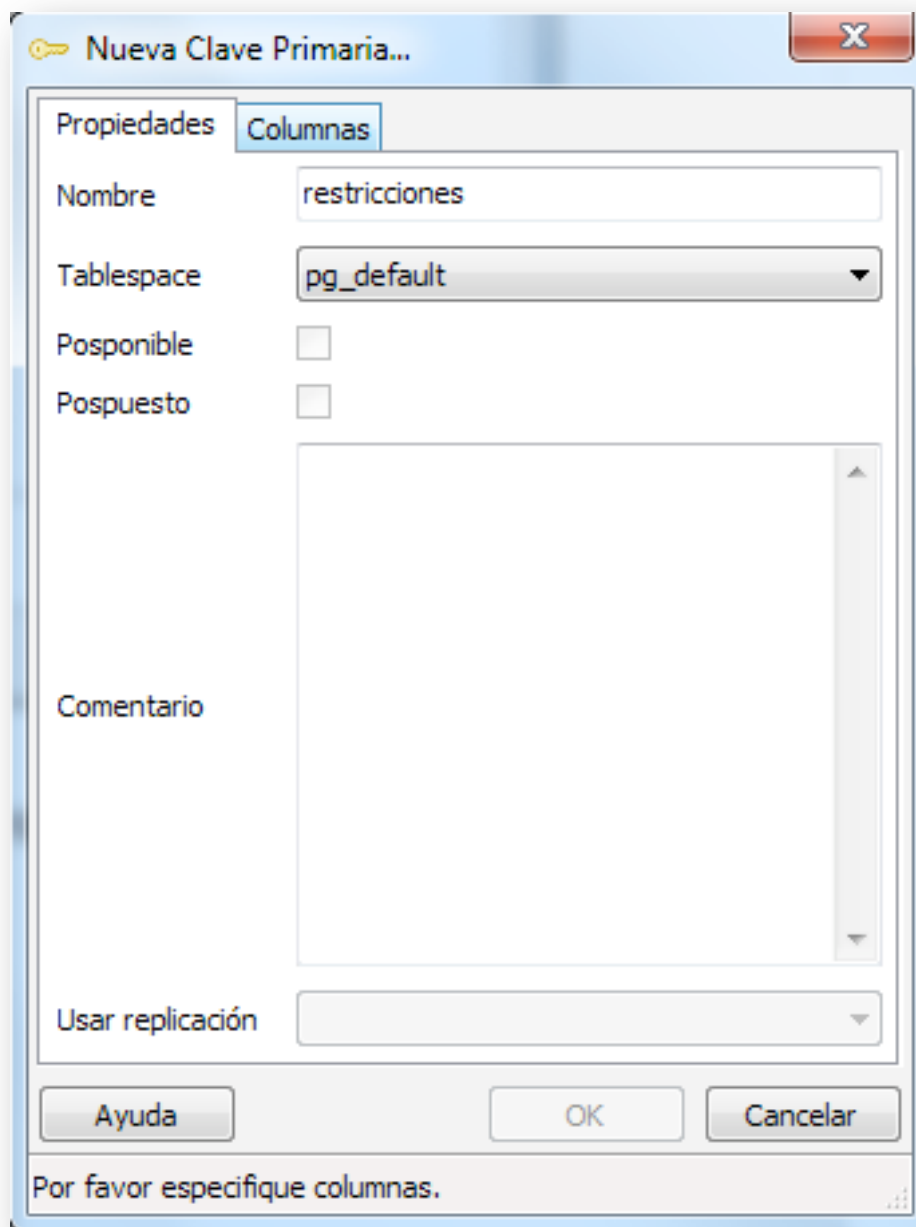 Nueva Clave Primaria...
Propiedades Columnas
Nombre restricciones
Tablespace pg_default
Posponible
Pospuesto
Comentario
Usar replicación
Ayuda OK Cancelar
Por favor especifique columnas.